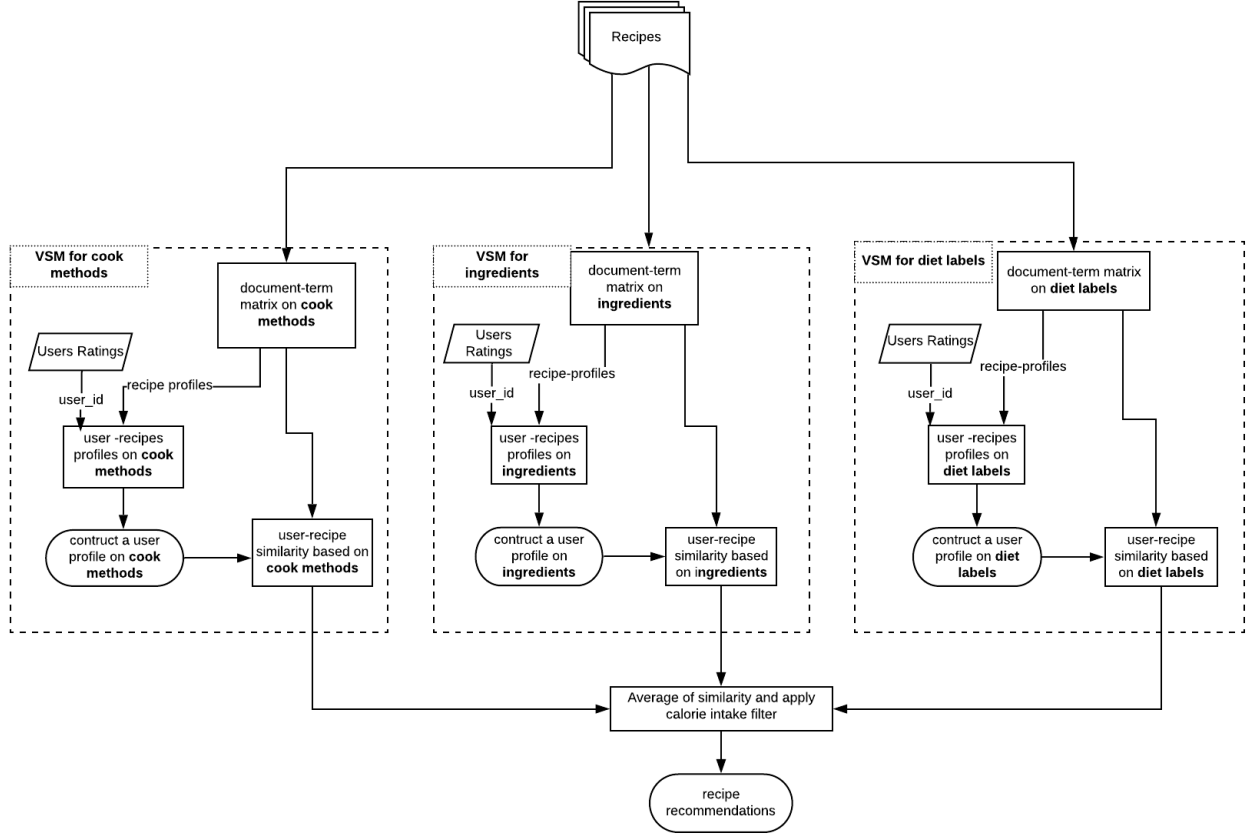 Recipes
VSM for cook
methods
document-term
matrix on cook
methods
Users Ratings
recipe profiles
user_id
user -recipes
profiles on cook
methods
contruct a user
profile on cook
methods
user-recipe
similarity based on
cook methods
VSM for
ingredients
document-term
matrix on
ingredients
Users
Ratings
recipe-profiles
user_id
user -recipes
profiles on
ingredients
contruct a user
profile on
ingredients
user-recipe
similarity based
on ingredients
VSM for diet labels
document-term matrix
on diet labels
Users Ratings
recipe-profiles
user_id
user -recipes
profiles on
diet labels
contruct a user
profile on diet
labels
user-recipe
similarity based
on diet labels
Average of similarity and apply
calorie intake filter
recipe
recommendations